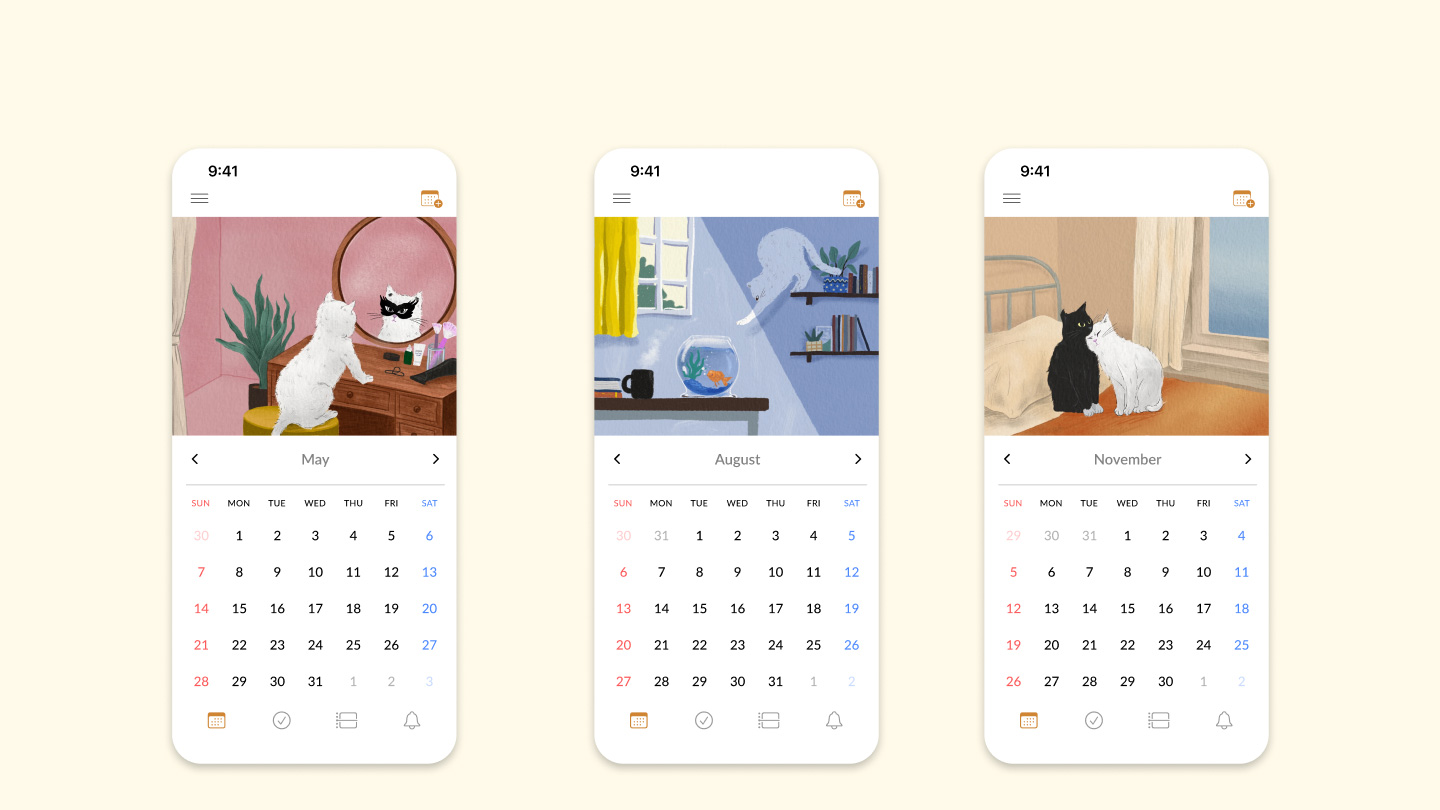 9:41
May
SUN MON TUE WED THU FRI SAT
30 1 2 3 4 5 6
7 8 9 10 11 12 13
14 15 16 17 18 19 20
21 22 23 24 25 26 27
28 29 30 31 1 2 3
9:41
August
SUN MON TUE WED THU FRI SAT
30 31 1 2 3 4 5
6 7 8 9 10 11 12
13 14 15 16 17 18 19
20 21 22 23 24 25 26
27 28 29 30 31 1 2
9:41
November
SUN MON TUE WED THU FRI SAT
29 30 31 1 2 3 4
5 6 7 8 9 10 11
12 13 14 15 16 17 18
19 20 21 22 23 24 25
26 27 28 29 30 1 2